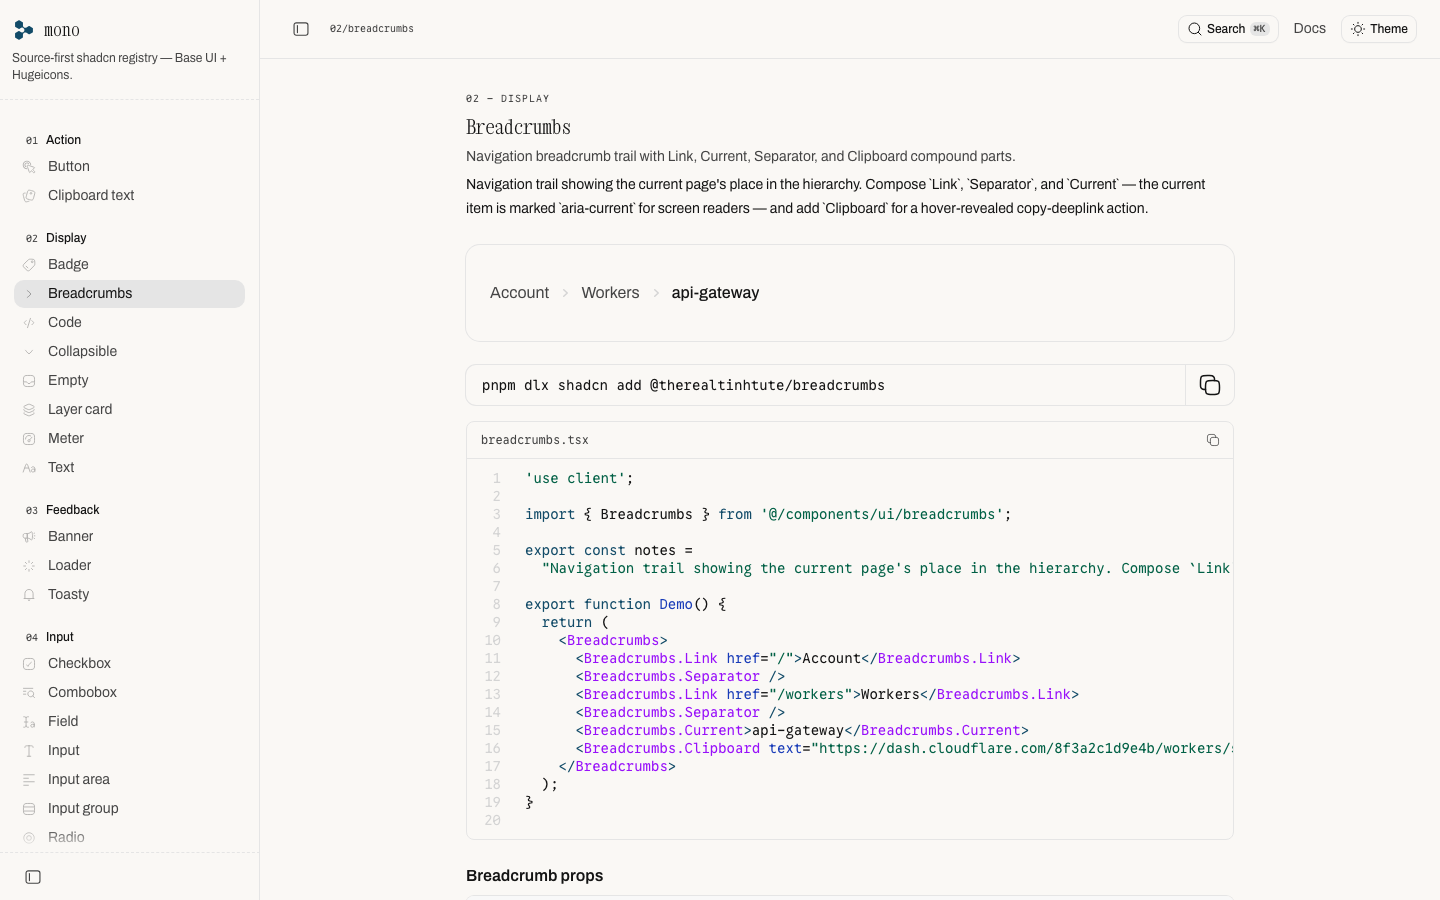 mono
Source-first shadcn registry — Base UI +
Hugeicons.
01 Action
Button
Clipboard text
02 Display
Badge
Breadcrumbs
Code
Collapsible
Empty
Layer card
Meter
Text
03 Feedback
Banner
Loader
Toasty
04 Input
Checkbox
Combobox
Field
Input
Input area
Input group
Radio
02/breadcrumbs
Search ⌘K
Docs
Theme
02 — DISPLAY
Breadcrumbs
Navigation breadcrumb trail with Link, Current, Separator, and Clipboard compound parts.
Navigation trail showing the current page's place in the hierarchy. Compose `Link`, `Separator`, and `Current` — the current
item is marked `aria-current` for screen readers — and add `Clipboard` for a hover-revealed copy-deeplink action.
Account > Workers > api-gateway
pnpm dlx shadcn add @therealtinhtute/breadcrumbs
breadcrumbs.tsx
1 'use client';
2
3 import { Breadcrumbs } from '@/components/ui/breadcrumbs';
4
5 export const notes =
6 "Navigation trail showing the current page's place in the hierarchy. Compose `Link
7
8 export function Demo() {
9 return (
10 <Breadcrumbs>
11 <Breadcrumbs.Link href="/">Account</Breadcrumbs.Link>
12 <Breadcrumbs.Separator />
13 <Breadcrumbs.Link href="/workers">Workers</Breadcrumbs.Link>
14 <Breadcrumbs.Separator />
15 <Breadcrumbs.Current>api-gateway</Breadcrumbs.Current>
16 <Breadcrumbs.Clipboard text="https://dash.cloudflare.com/8f3a2c1d9e4b/workers/s
17 </Breadcrumbs>
18 );
19 }
20
Breadcrumb props